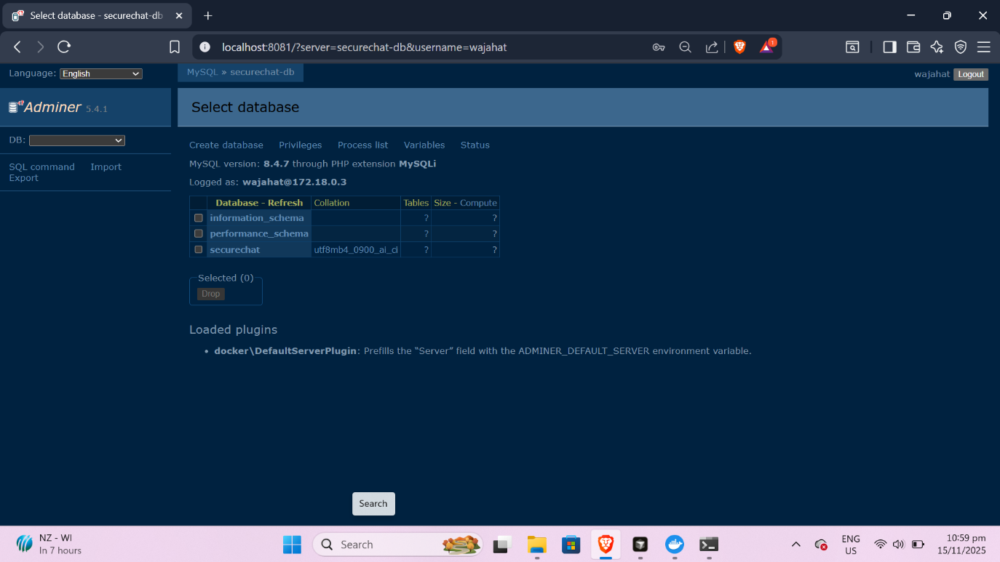 Select database - securechat-db
localhost:8081/?server=securechat-db&username=wajahat
1
Language: English
MySQL » securechat-db
wajahat Logout
Adminer 5.4.1
Select database
DB:
SQL command Import
Export
Create database Privileges Process list Variables Status
MySQL version: 8.4.7 through PHP extension MySQLi
Logged as: wajahat@172.18.0.3
Database - Refresh Collation Tables Size - Compute
information_schema ? ?
performance_schema ? ?
securechat utf8mb4_0900_ai_ci ? ?
Selected (0)
Drop
Loaded plugins
• docker\DefaultServerPlugin: Prefills the “Server” field with the ADMINER_DEFAULT_SERVER environment variable.
Search
NZ - WI
In 7 hours
Search
ENG
US
10:59 pm
15/11/2025